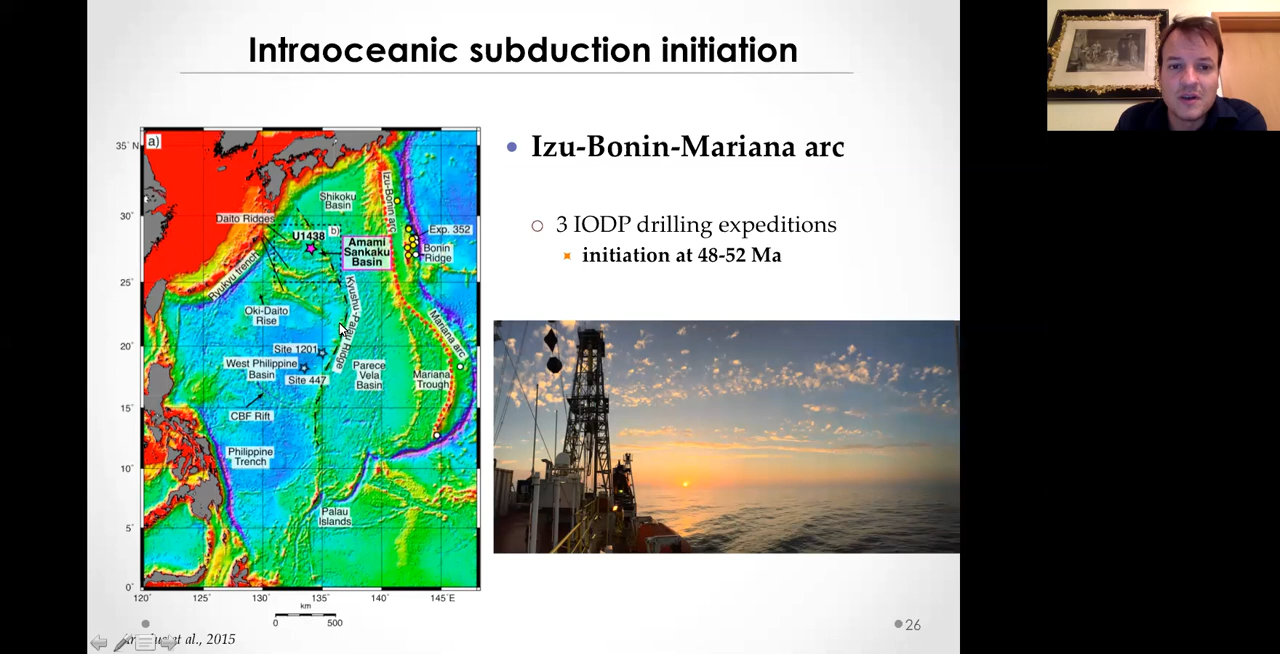 Intraoceanic subduction initiation
a)
35° N
30°
25°
20°
15°
10°
5°
0°
120°
125°
130°
135°
140°
145°E
km
0
500
Izu-Bonin arc
Shikoku
Basin
Daito Ridges
U1438
b)
Exp. 352
Amami
Sankaku
Basin
Bonin
Ridge
Ryukyu trench
Kyushu-Palau Ridge
Oki-Daito
Rise
Mariana arc
Site 1201
West Philippine
Basin
Site 447
Parece
Vela
Basin
Mariana
Trough
CBF Rift
Philippine
Trench
Palau
Islands
et al., 2015
Izu-Bonin-Mariana arc
3 IODP drilling expeditions
initiation at 48-52 Ma
26